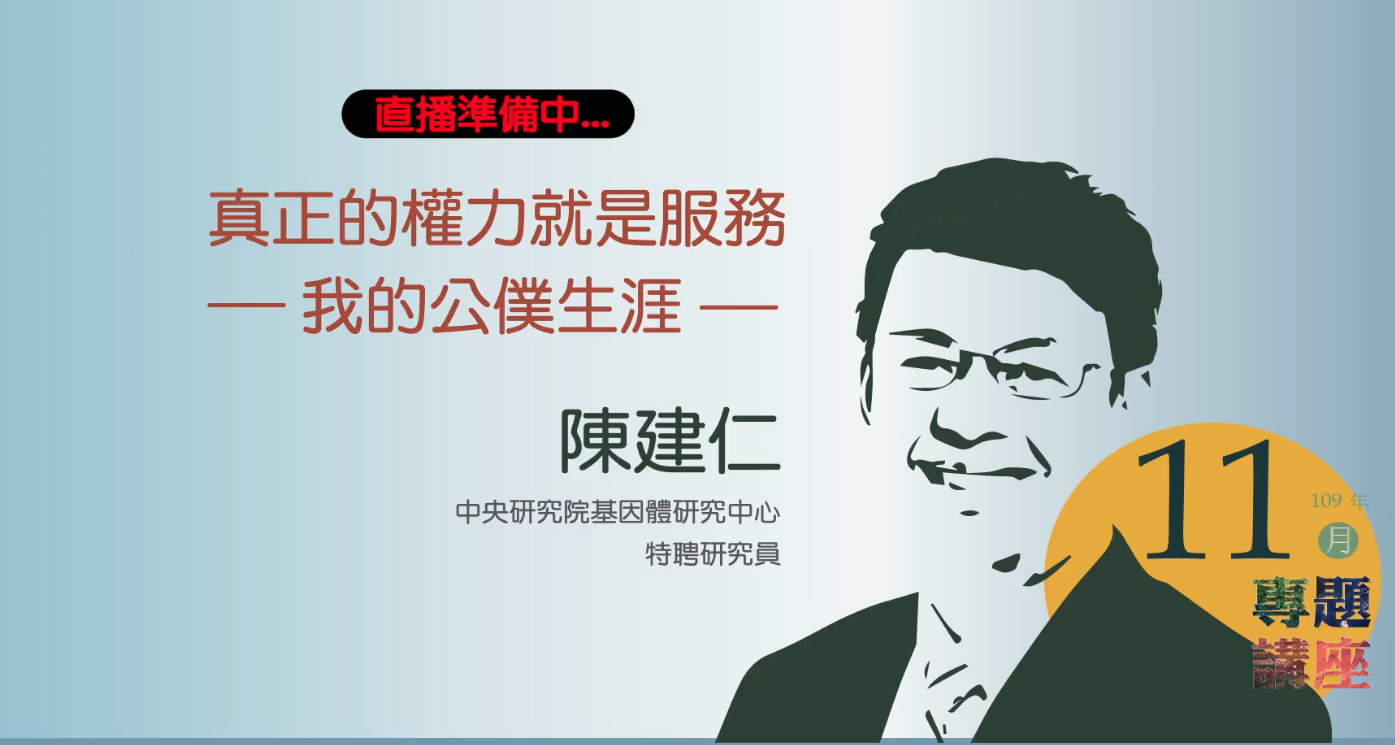 直播準備中...
真正的權力就是服務
— 我的公僕生涯 —
陳建仁
中央研究院基因體研究中心
特聘研究員
11
109 年
月
專題
講座